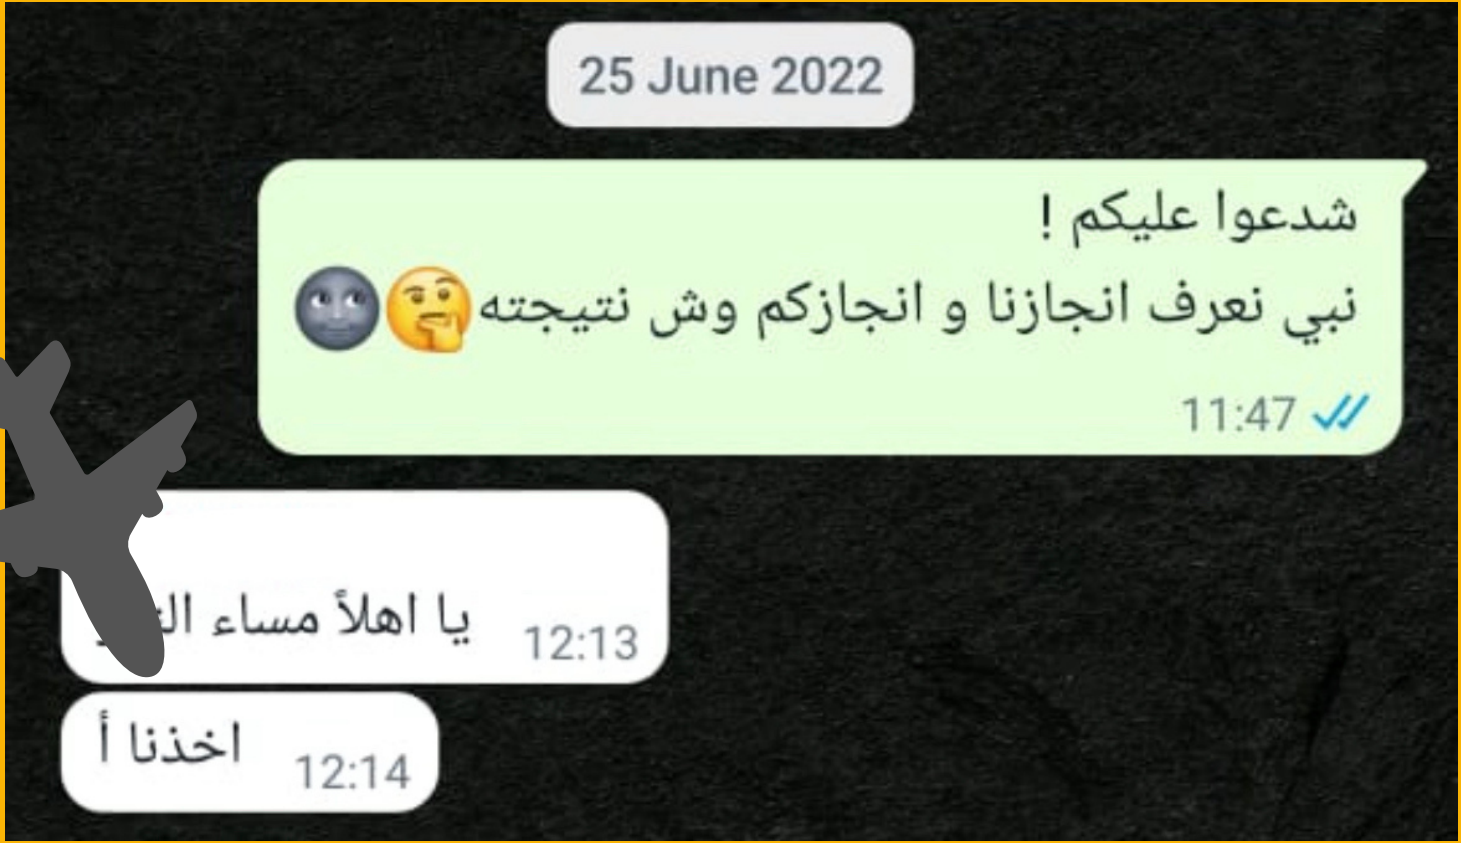 25 June 2022
شدعوا عليكم !
نبي نعرف انجازنا و انجازكم وش نتيجته🤔🌚
11:47
يا اهلاً مساء
12:13
اخذنا أ
12:14